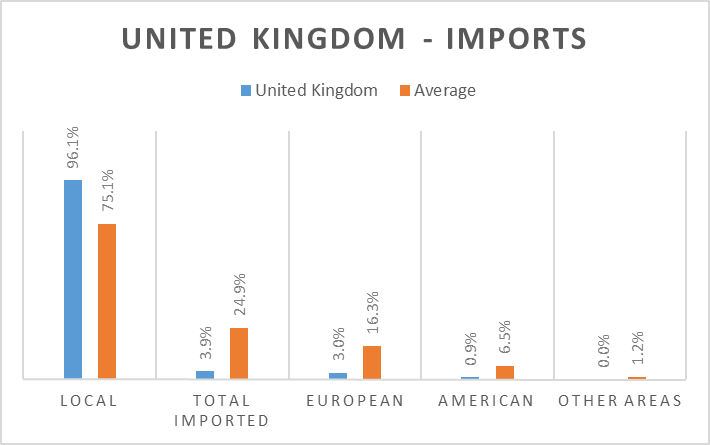 UNITED KINGDOM - IMPORTS
United Kingdom Average
96.1% 75.1% 3.9% 24.9% 3.0% 16.3% 0.9% 6.5% 0.0% 1.2%
LOCAL TOTAL IMPORTED EUROPEAN AMERICAN OTHER AREAS